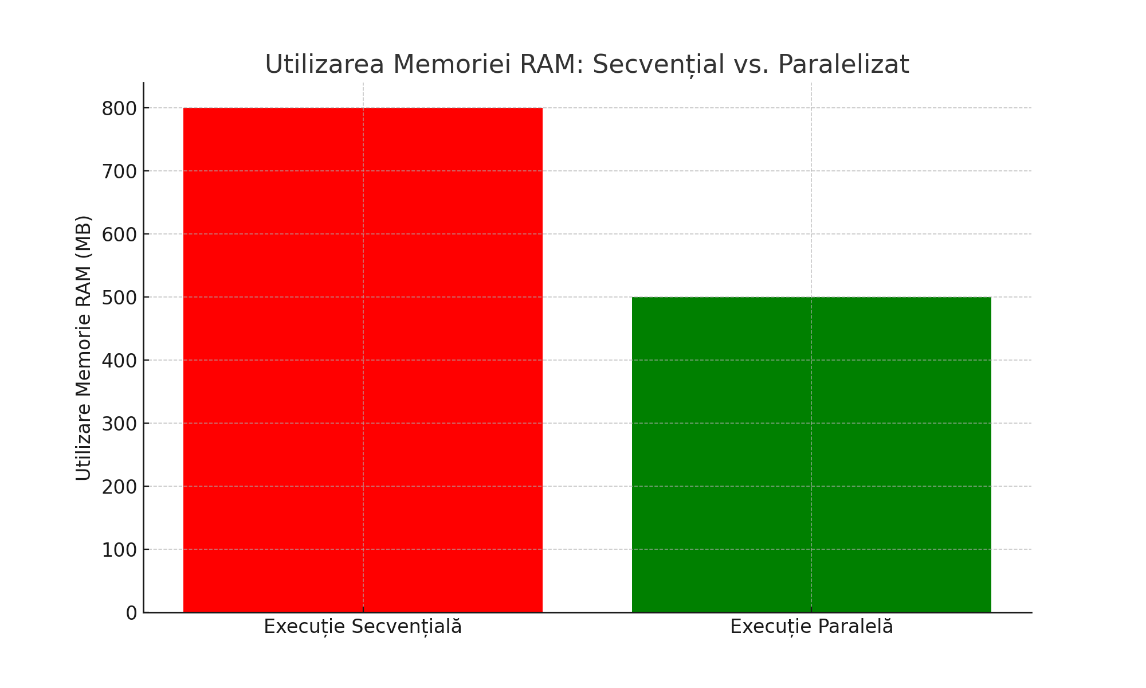 Utilizarea Memoriei RAM: Secvențial vs. Paralelizat
Utilizare Memorie RAM (MB)
800
700
600
500
400
300
200
100
0
Execuție Secvențială
Execuție Paralelă